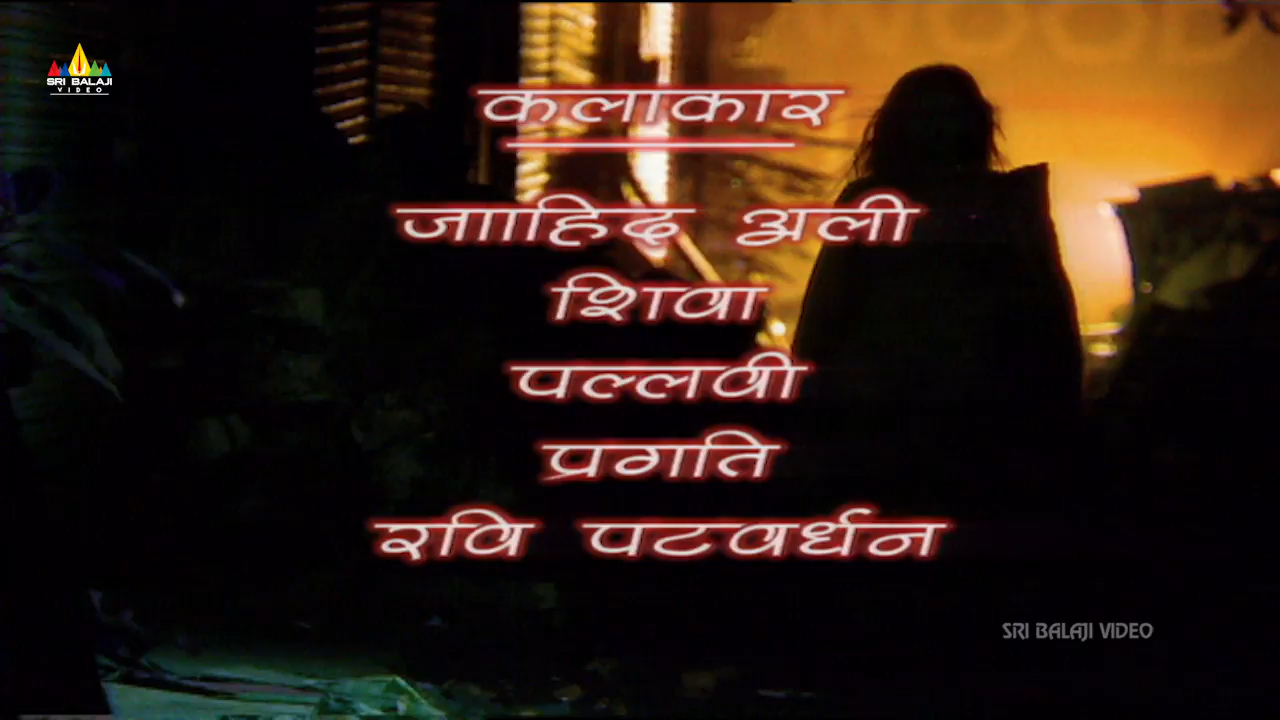 SRI BALAJI
VIDEO
कलाकार
जााहिद अली
शिवा
पल्लवी
प्रगति
रवि पटवर्धन
SRI BALAJI VIDEO